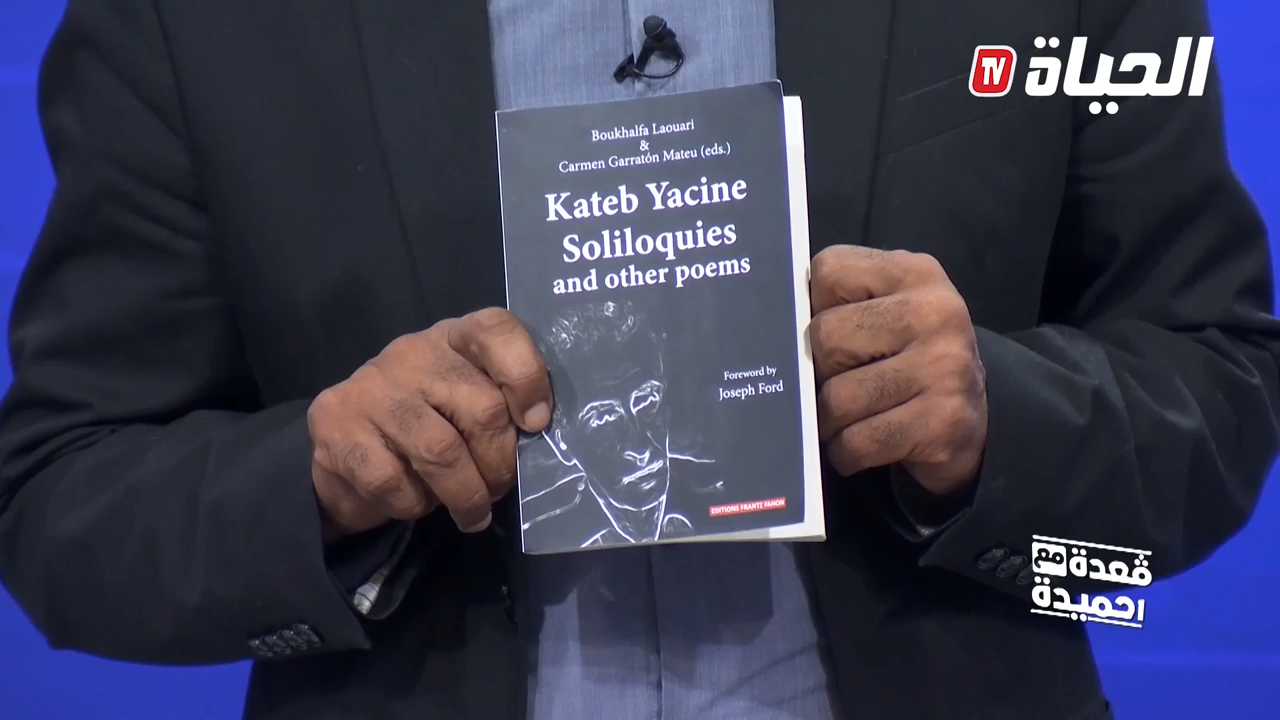 الحياة TV
Boukhalfa Laouari
&
Carmen Garratón Mateu (eds.)
Kateb Yacine
Soliloquies
and other poems
Foreword by
Joseph Ford
EDITIONS FRANTZ FANON
ڨعدة مع
احميدة